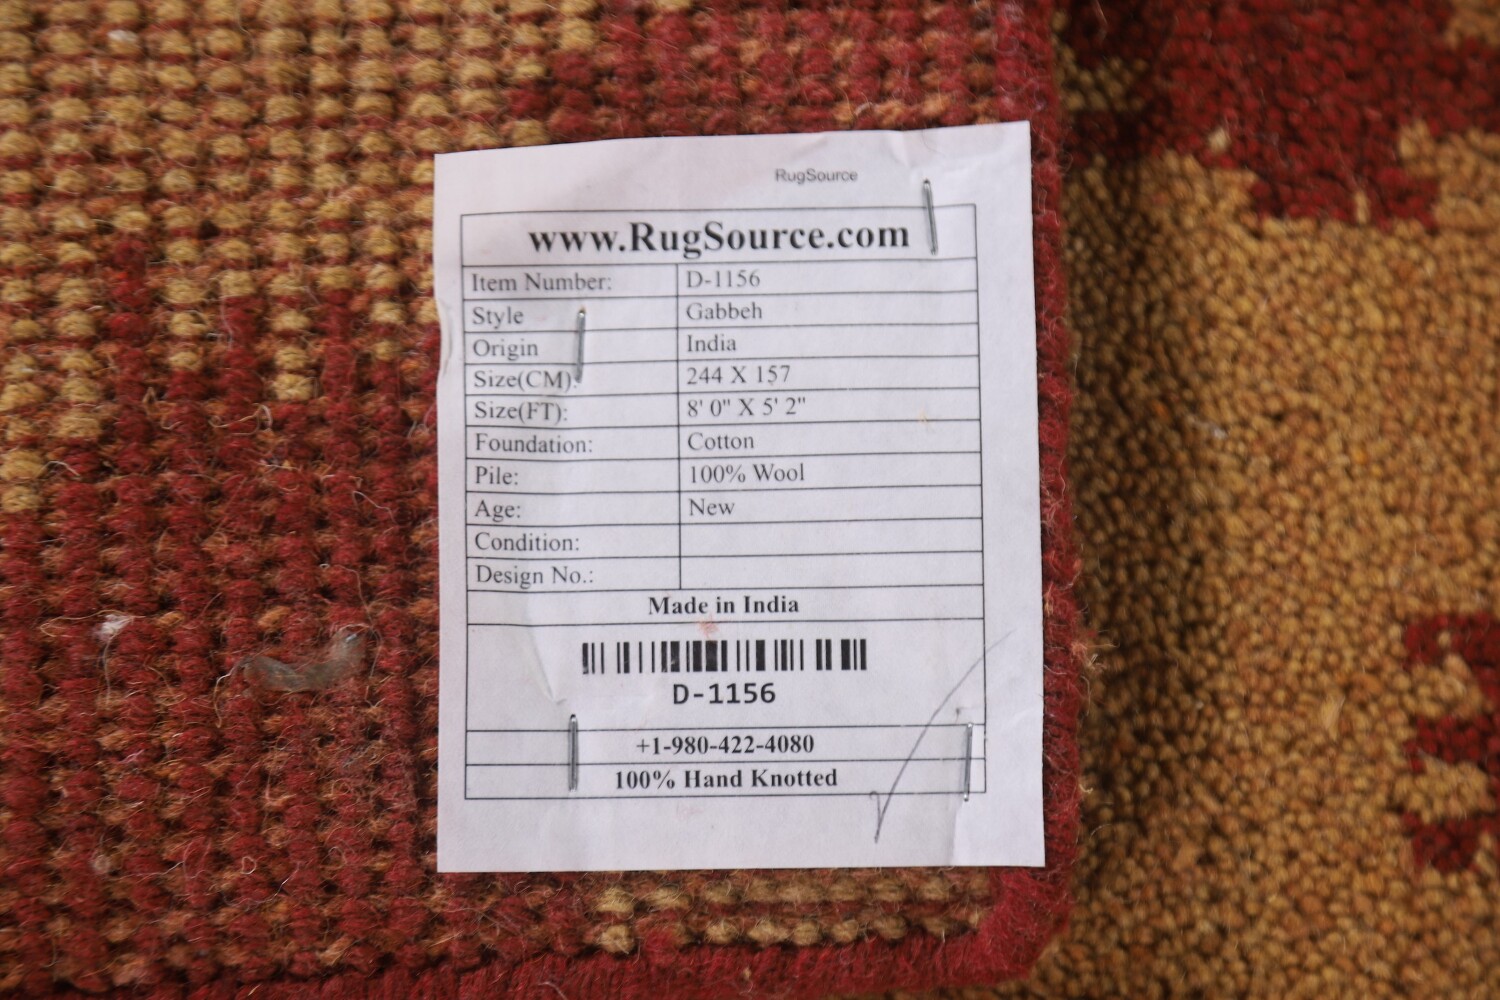 RugSource
www.RugSource.com
Item Number: D-1156
Style Gabbeh
Origin India
Size(CM): 244 X 157
Size(FT): 8' 0" X 5' 2"
Foundation: Cotton
Pile: 100% Wool
Age: New
Condition:
Design No.:
Made in India
D-1156
+1-980-422-4080
100% Hand Knotted